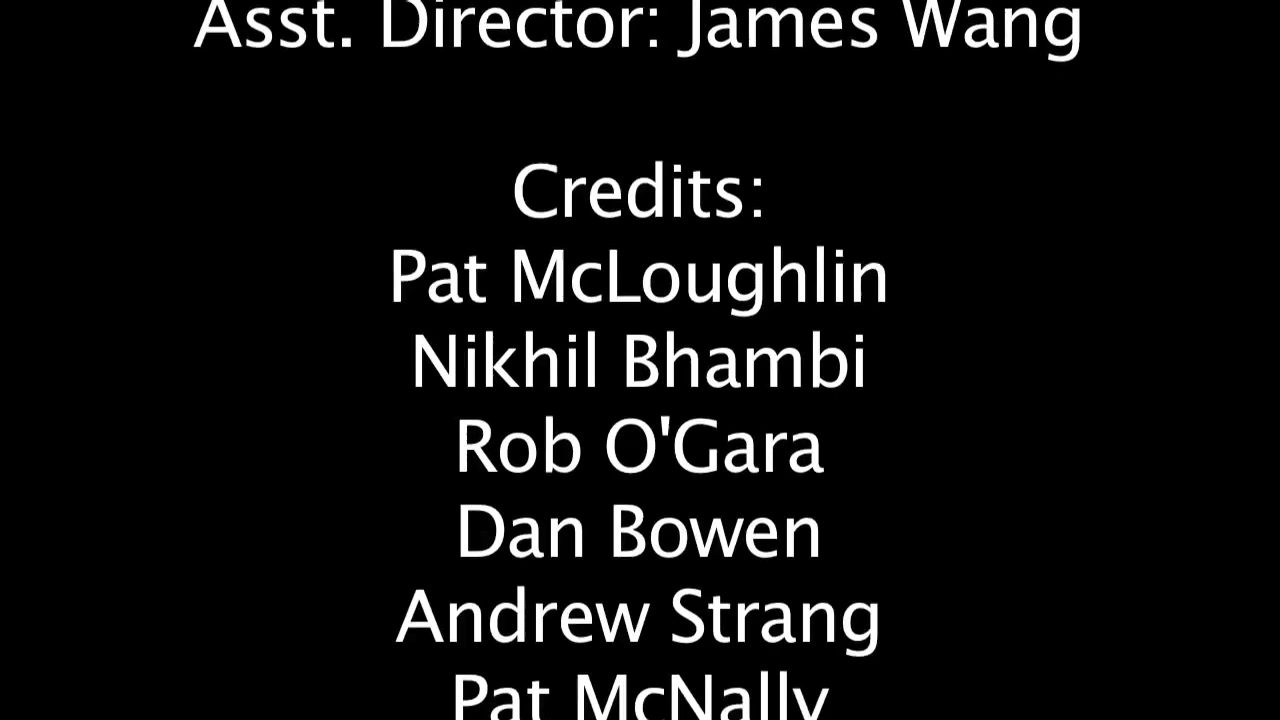 Asst. Director: James Wang
Credits:
Pat McLoughlin
Nikhil Bhambi
Rob O'Gara
Dan Bowen
Andrew Strang
Pat McNally